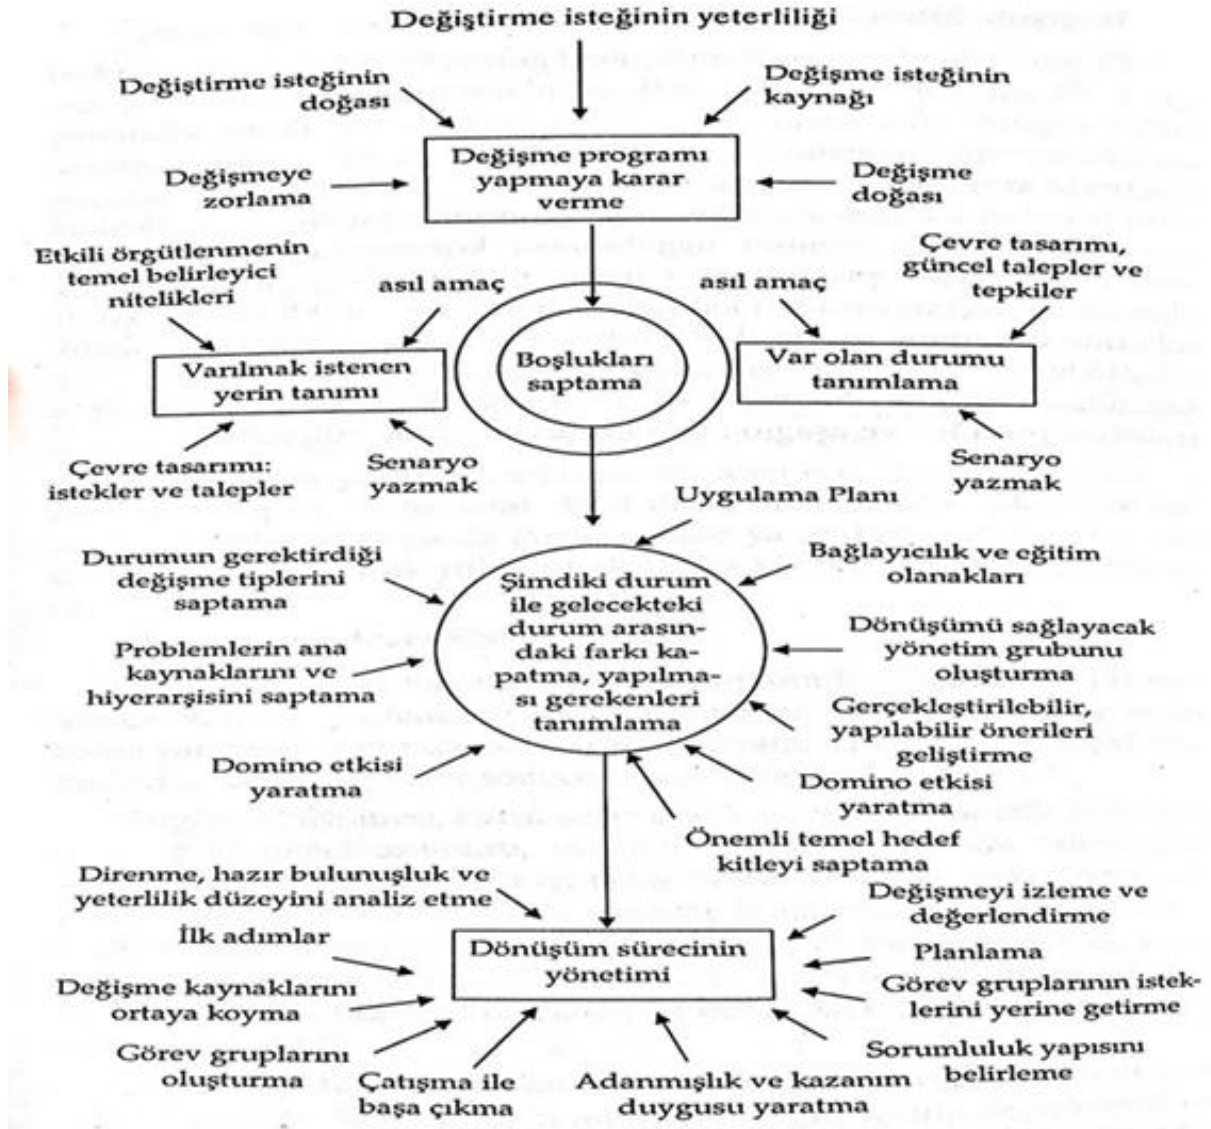 Değiştirme isteğinin yeterliliği
Değiştirme isteğinin
doğası
Değişme isteğinin
kaynağı
Değişmeye
zorlama
Değişme programı
yapmaya karar
verme
Değişme
doğası
Etkili örgütlenmenin
temel belirleyici
nitelikleri
asıl amaç
asıl amaç
Çevre tasarımı,
güncel talepler ve
tepkiler
Varılmak istenen
yerin tanımı
Boşlukları
saptama
Var olan durumu
tanımlama
Çevre tasarımı:
istekler ve talepler
Senaryo
yazmak
Senaryo
yazmak
Uygulama Planı
Durumun gerektirdiği
değişme tiplerini
saptama
Bağlayıcılık ve eğitim
olanakları
Şimdiki durum
ile gelecekteki
durum arasın-
daki farkı ka-
patma, yapılma-
sı gerekenleri
tanımlama
Problemlerin ana
kaynaklarını ve
hiyerarşisini saptama
Dönüşümü sağlayacak
yönetim grubunu
oluşturma
Gerçekleştirilebilir,
yapılabilir önerileri
geliştirme
Domino etkisi
yaratma
Domino etkisi
yaratma
Önemli temel hedef
kitleyi saptama
Direnme, hazır bulunuşluk ve
yeterlilik düzeyini analiz etme
Değişmeyi izleme ve
değerlendirme
İlk adımlar
Dönüşüm sürecinin
yönetimi
Planlama
Değişme kaynaklarını
ortaya koyma
Görev gruplarının istek-
lerini yerine getirme
Görev gruplarını
oluşturma
Çatışma ile
başa çıkma
Adanmışlık ve kazanım
duygusu yaratma
Sorumluluk yapısını
belirleme